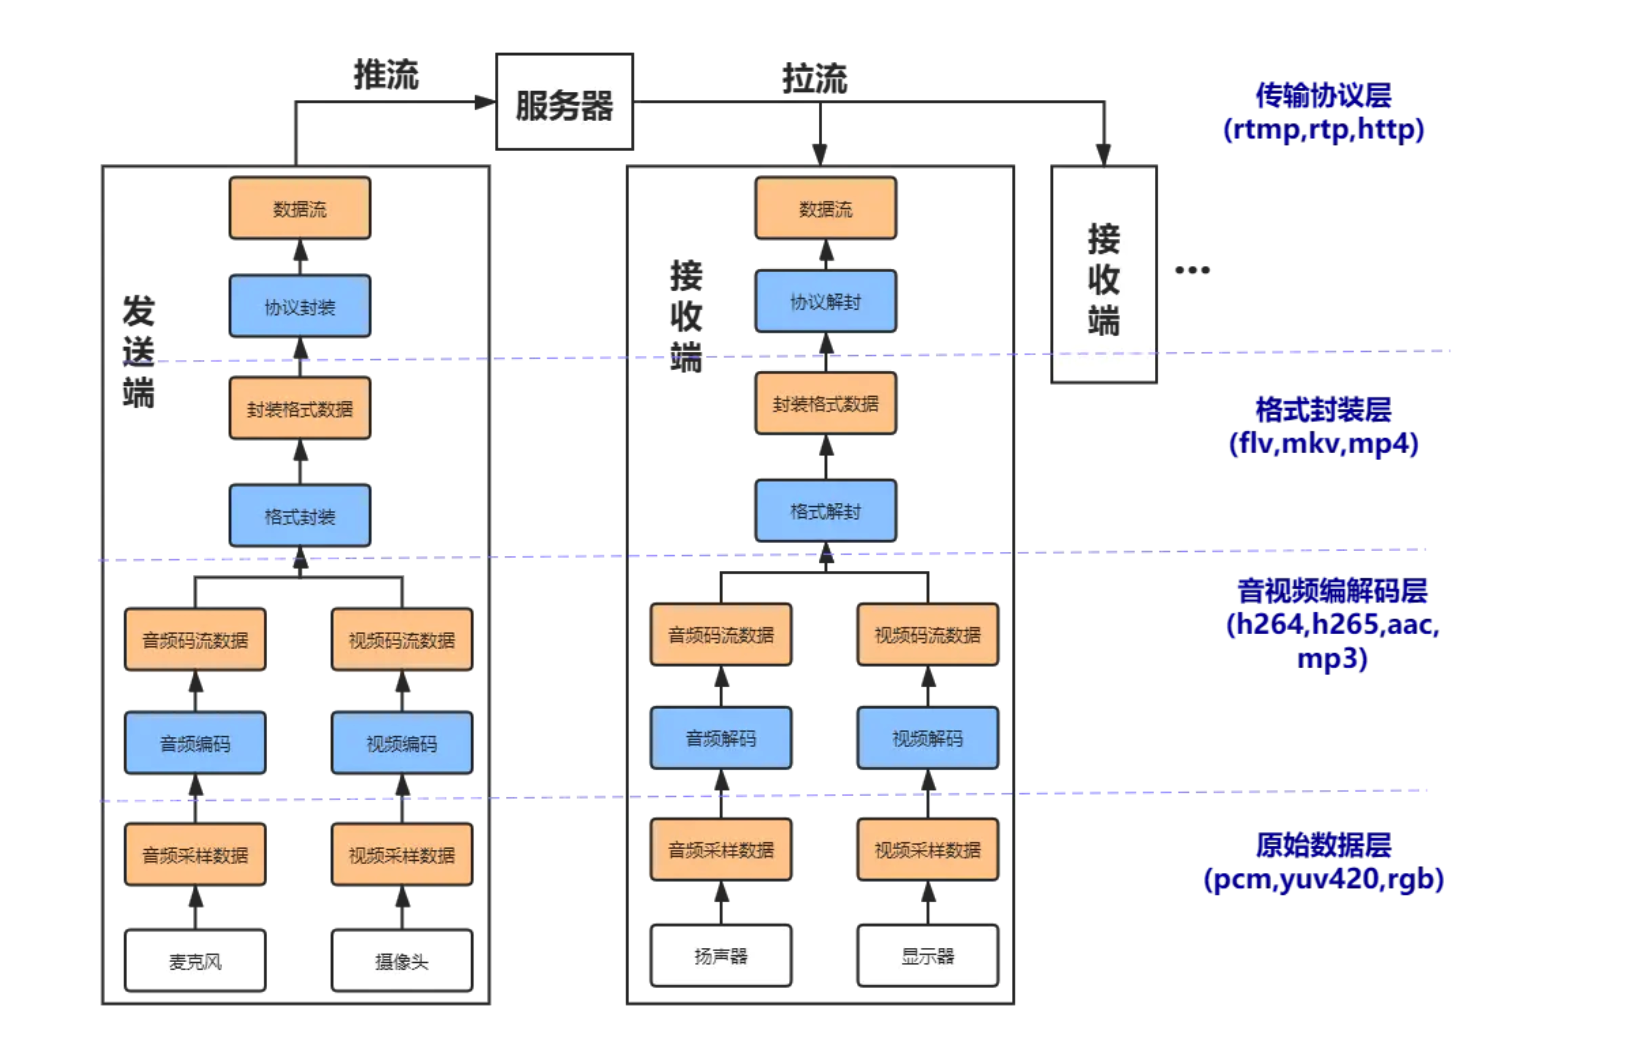 推流
服务器
拉流
传输协议层
(rtmp,rtp,http)
发送端
数据流
协议封装
封装格式数据
格式封装
音频码流数据
视频码流数据
音频编码
视频编码
音频采样数据
视频采样数据
麦克风
摄像头
接收端
数据流
协议解封
封装格式数据
格式解封
音频码流数据
视频码流数据
音频解码
视频解码
音频采样数据
视频采样数据
扬声器
显示器
接收端
...
格式封装层
(flv,mkv,mp4)
音视频编解码层
(h264,h265,aac,
mp3)
原始数据层
(pcm,yuv420,rgb)